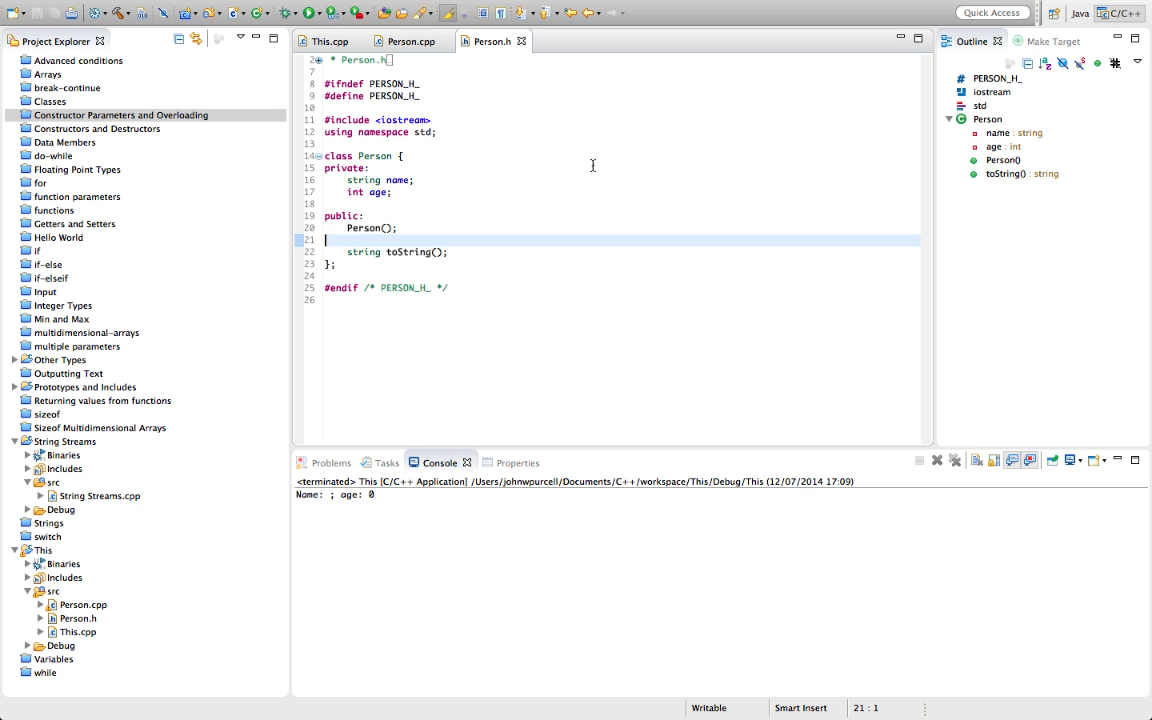 Quick Access
Java
C/C++
Project Explorer
Advanced conditions
Arrays
break-continue
Classes
Constructor Parameters and Overloading
Constructors and Destructors
Data Members
do-while
Floating Point Types
for
function parameters
functions
Getters and Setters
Hello World
if
if-else
if-elseif
Input
Integer Types
Min and Max
multidimensional-arrays
multiple parameters
Other Types
Outputting Text
Prototypes and Includes
Returning values from functions
sizeof
Sizeof Multidimensional Arrays
String Streams
Binaries
Includes
src
String Streams.cpp
Debug
Strings
switch
This
Binaries
Includes
src
Person.cpp
Person.h
This.cpp
Debug
Variables
while
This.cpp
Person.cpp
Person.h
2 * Person.h
7
8 #ifndef PERSON_H_
9 #define PERSON_H_
10
11 #include <iostream>
12 using namespace std;
13
14 class Person {
15 private:
16 string name;
17 int age;
18
19 public:
20 Person();
21
22 string toString();
23 };
24
25 #endif /* PERSON_H_ */
26
Outline
Make Target
PERSON_H_
iostream
std
Person
name : string
age : int
Person()
toString() : string
Problems
Tasks
Console
Properties
<terminated> This [C/C++ Application] /Users/johnwpurcell/Documents/C++/workspace/This/Debug/This (12/07/2014 17:09)
Name: ; age: 0
Writable
Smart Insert
21 : 1